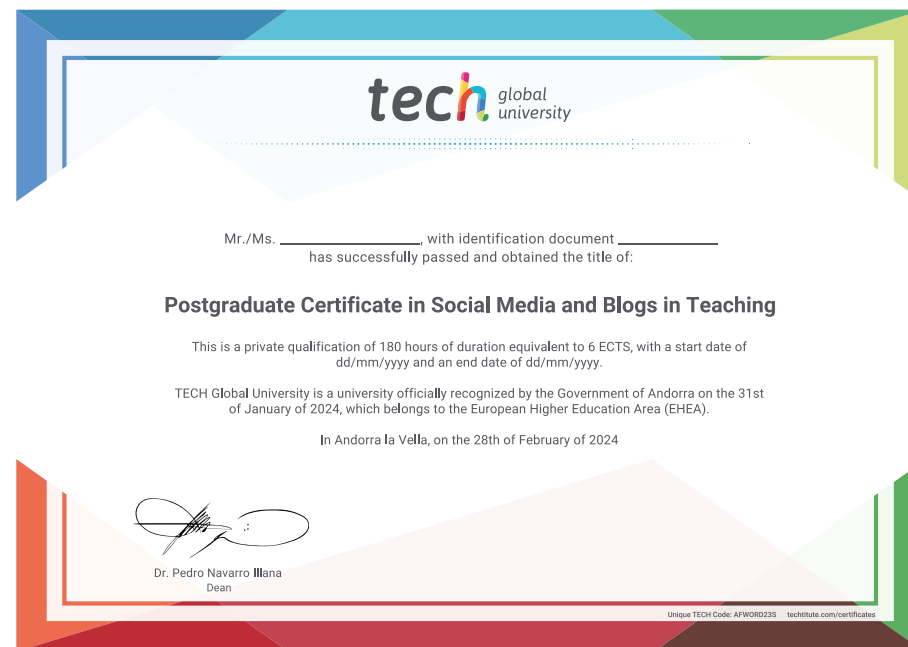 tech global university
Mr./Ms. ____________________, with identification document ______________
has successfully passed and obtained the title of:
Postgraduate Certificate in Social Media and Blogs in Teaching
This is a private qualification of 180 hours of duration equivalent to 6 ECTS, with a start date of
dd/mm/yyyy and an end date of dd/mm/yyyy.
TECH Global University is a university officially recognized by the Government of Andorra on the 31st
of January of 2024, which belongs to the European Higher Education Area (EHEA).
In Andorra la Vella, on the 28th of February of 2024
Dr. Pedro Navarro Illana
Dean
Unique TECH Code: AFWORD23S techtitute.com/certificates